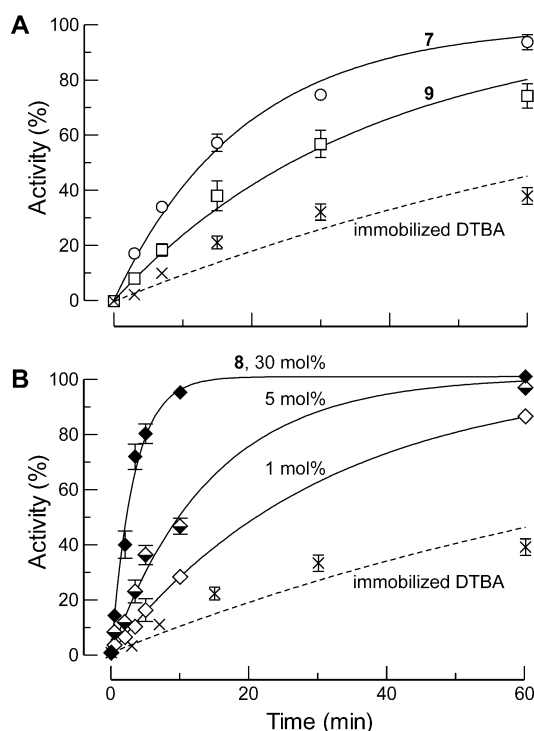 A
100
80
60
40
20
0
Activity (%)
7
9
immobilized DTBA
B
100
80
60
40
20
0
Activity (%)
8, 30 mol%
5 mol%
1 mol%
immobilized DTBA
0 20 40 60
Time (min)